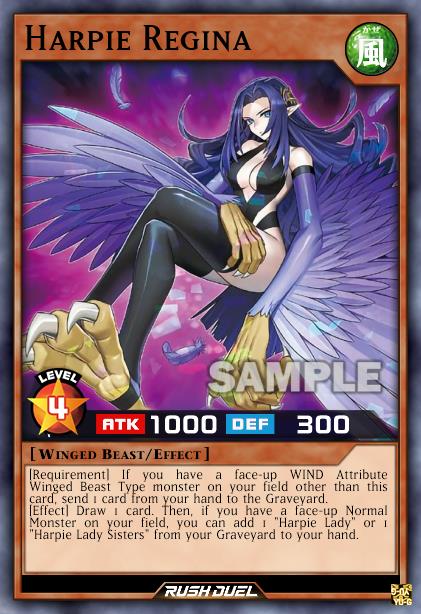 Harpie Regina
かぜ
風
SAMPLE
LEVEL
4
ATK 1000 DEF 300
[Winged Beast/Effect]
[Requirement] If you have a face-up WIND Attribute
Winged Beast Type monster on your field other than this
card, send 1 card from your hand to the Graveyard.
[Effect] Draw 1 card. Then, if you have a face-up Normal
Monster on your field, you can add 1 "Harpie Lady" or 1
"Harpie Lady Sisters" from your Graveyard to your hand.
RUSH DUEL